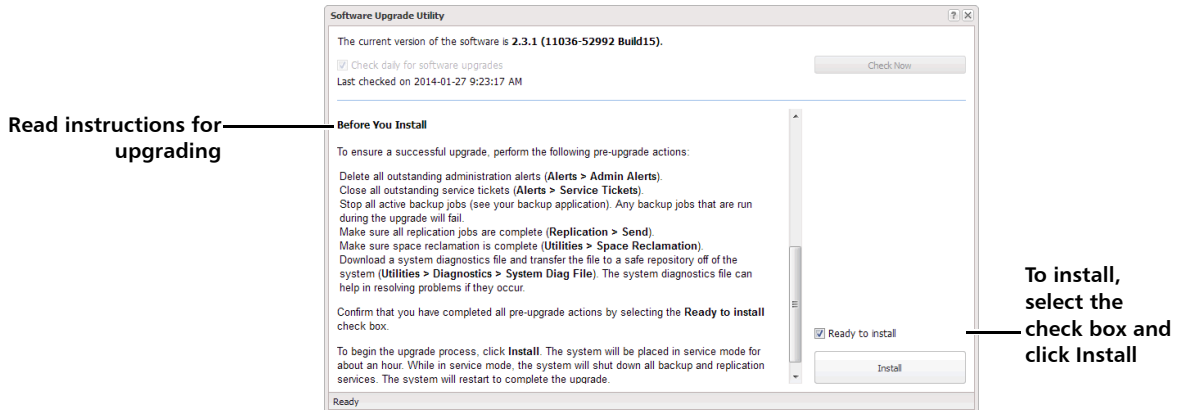 Software Upgrade Utility
The current version of the software is 2.3.1 (11036-52992 Build15).
Check daily for software upgrades
Check Now
Last checked on 2014-01-27 9:23:17 AM
Read instructions for
upgrading
Before You Install
To ensure a successful upgrade, perform the following pre-upgrade actions:
Delete all outstanding administration alerts (Alerts > Admin Alerts).
Close all outstanding service tickets (Alerts > Service Tickets).
Stop all active backup jobs (see your backup application). Any backup jobs that are run
during the upgrade will fail.
Make sure all replication jobs are complete (Replication > Send).
Make sure space reclamation is complete (Utilities > Space Reclamation).
Download a system diagnostics file and transfer the file to a safe repository off of the
system (Utilities > Diagnostics > System Diag File). The system diagnostics file can
help in resolving problems if they occur.
Confirm that you have completed all pre-upgrade actions by selecting the Ready to install
check box.
To begin the upgrade process, click Install. The system will be placed in service mode for
about an hour. While in service mode, the system will shut down all backup and replication
services. The system will restart to complete the upgrade.
Ready to install
Install
To install,
select the
check box and
click Install
Ready